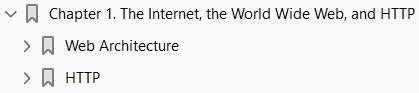 Chapter 1. The Internet, the World Wide Web, and HTTP
Web Architecture
HTTP